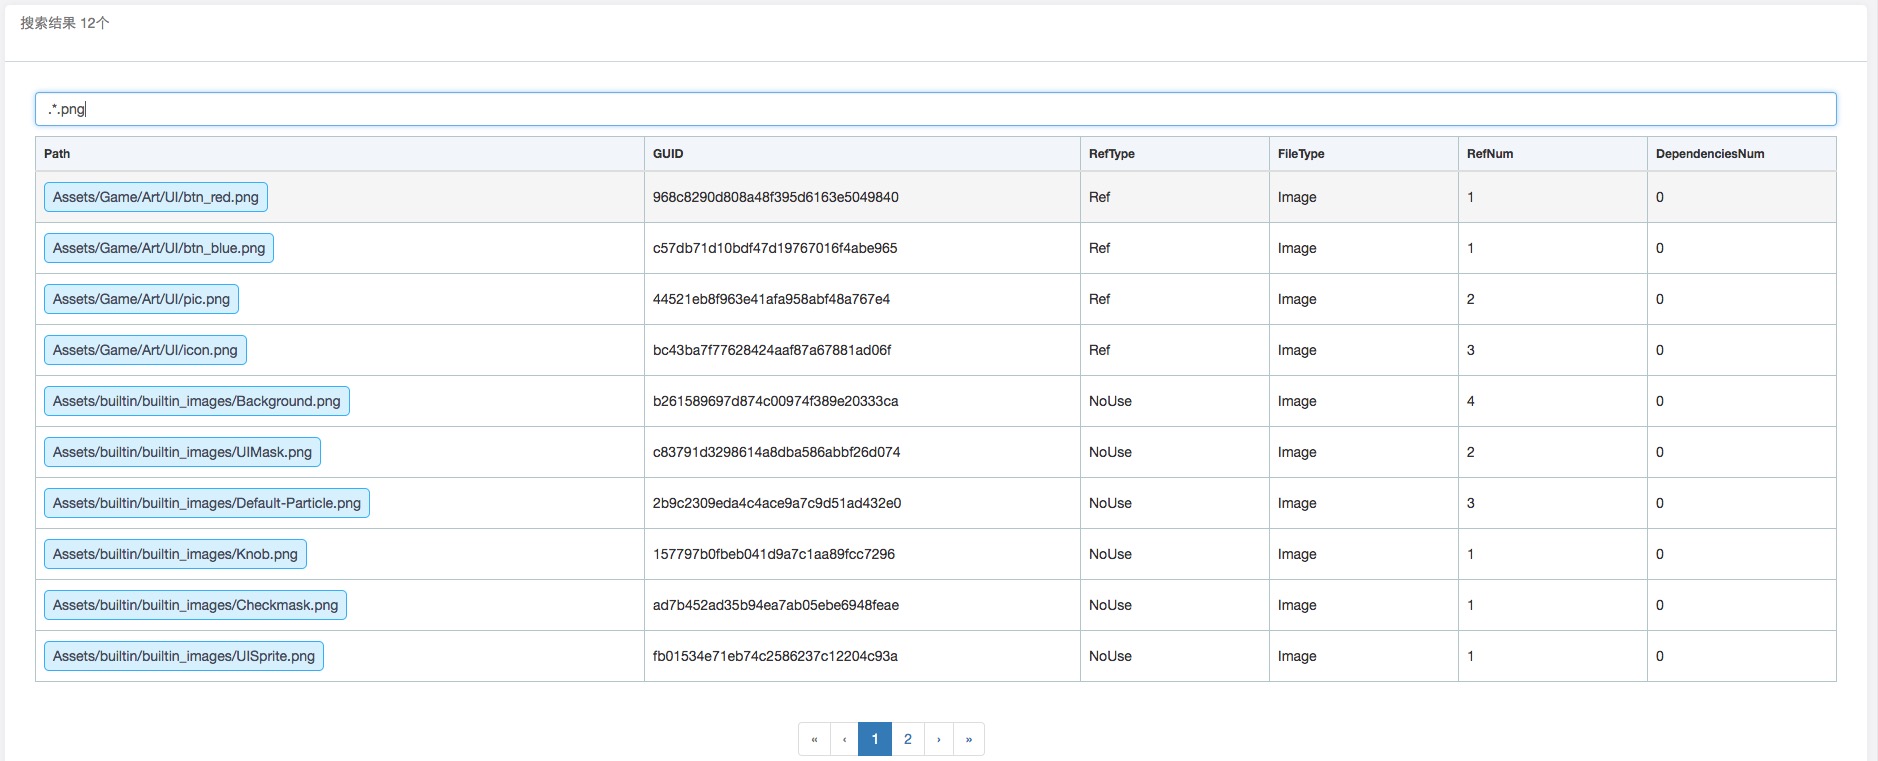 搜索结果 12个
.*.png
Path GUID RefType FileType RefNum DependenciesNum
Assets/Game/Art/UI/btn_red.png 968c8290d808a48f395d6163e5049840 Ref Image 1 0
Assets/Game/Art/UI/btn_blue.png c57db71d10bdf47d19767016f4abe965 Ref Image 1 0
Assets/Game/Art/UI/pic.png 44521eb8f963e41afa958abf48a767e4 Ref Image 2 0
Assets/Game/Art/UI/icon.png bc43ba7f77628424aaf87a67881ad06f Ref Image 3 0
Assets/builtin/builtin_images/Background.png b261589697d874c00974f389e20333ca NoUse Image 4 0
Assets/builtin/builtin_images/UIMask.png c83791d3298614a8dba586abbf26d074 NoUse Image 2 0
Assets/builtin/builtin_images/Default-Particle.png 2b9c2309eda4c4ace9a7c9d51ad432e0 NoUse Image 3 0
Assets/builtin/builtin_images/Knob.png 157797b0fbeb041d9a7c1aa89fcc7296 NoUse Image 1 0
Assets/builtin/builtin_images/Checkmask.png ad7b452ad35b94ea7ab05ebe6948feae NoUse Image 1 0
Assets/builtin/builtin_images/UISprite.png fb01534e71eb74c2586237c12204c93a NoUse Image 1 0
« ‹ 1 2 › »